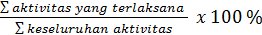 ∑ aktivitas yang terlaksana
∑ keseluruhan aktivitas
x 100 %